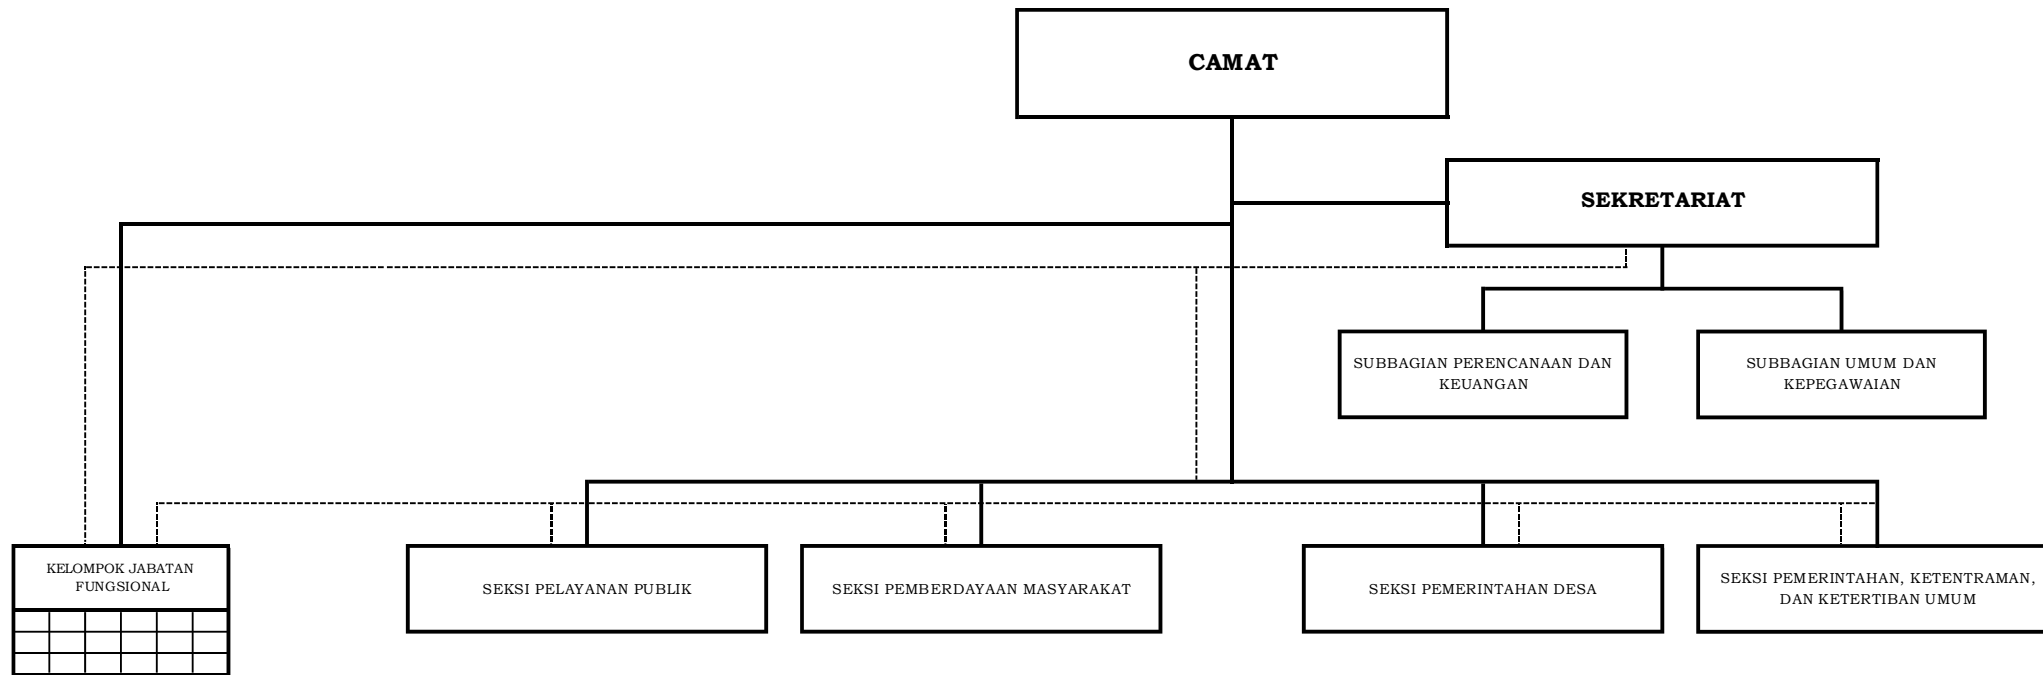 CAMAT
SEKRETARIAT
SUBBAGIAN PERENCANAAN DAN
KEUANGAN
SUBBAGIAN UMUM DAN
KEPEGAWAIAN
KELOMPOK JABATAN
FUNGSIONAL
SEKSI PELAYANAN PUBLIK
SEKSI PEMBERDAYAAN MASYARAKAT
SEKSI PEMERINTAHAN DESA
SEKSI PEMERINTAHAN, KETENTRAMAN,
DAN KETERTIBAN UMUM